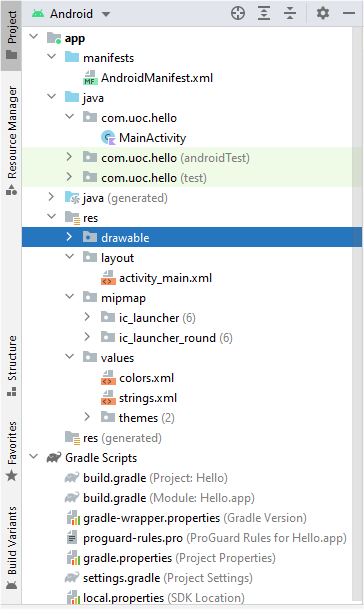 Android
app
manifests
AndroidManifest.xml
java
com.uoc.hello
MainActivity
com.uoc.hello (androidTest)
com.uoc.hello (test)
java (generated)
res
drawable
layout
activity_main.xml
mipmap
ic_launcher (6)
ic_launcher_round (6)
values
colors.xml
strings.xml
themes (2)
res (generated)
Gradle Scripts
build.gradle (Project: Hello)
build.gradle (Module: Hello.app)
gradle-wrapper.properties (Gradle Version)
proguard-rules.pro (ProGuard Rules for Hello.app)
gradle.properties (Project Properties)
settings.gradle (Project Settings)
local.properties (SDK Location)
Project
Resource Manager
Structure
Favorites
Build Variants
MF